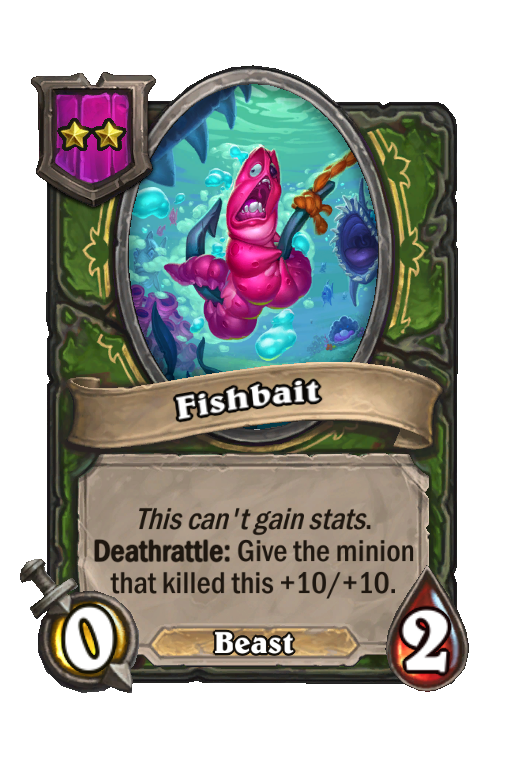 Fishbait
This can't gain stats.
Deathrattle: Give the minion
that killed this +10/+10.
0
Beast
2